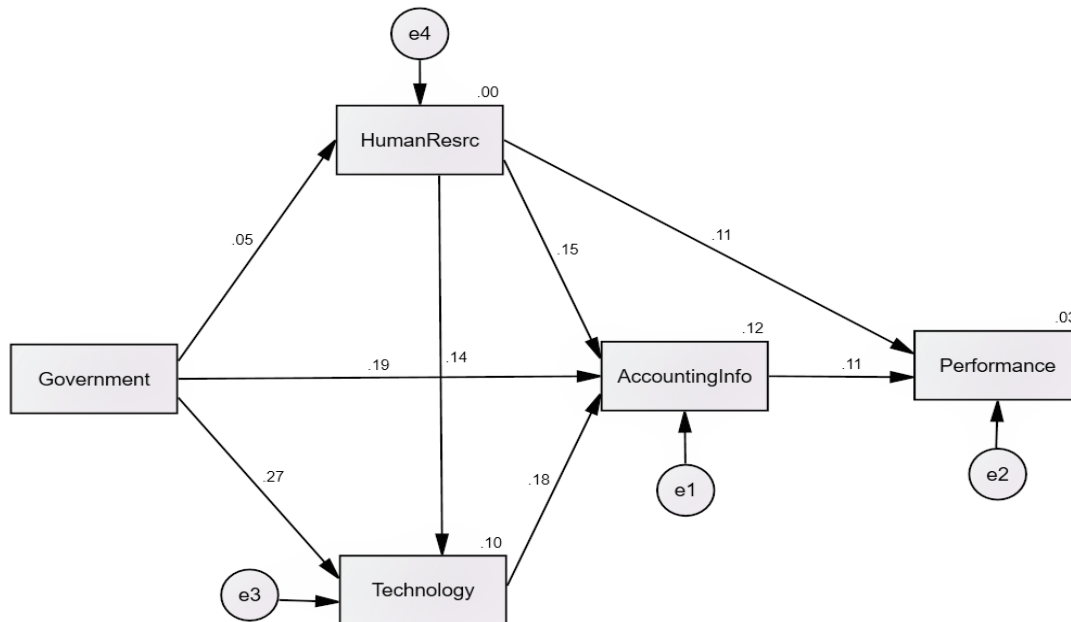 e4
.00
HumanResrc
.05
.15
.11
.03
.12
.14
.19
Government
AccountingInfo
.11
Performance
.27
.18
e1
e2
.10
e3
Technology